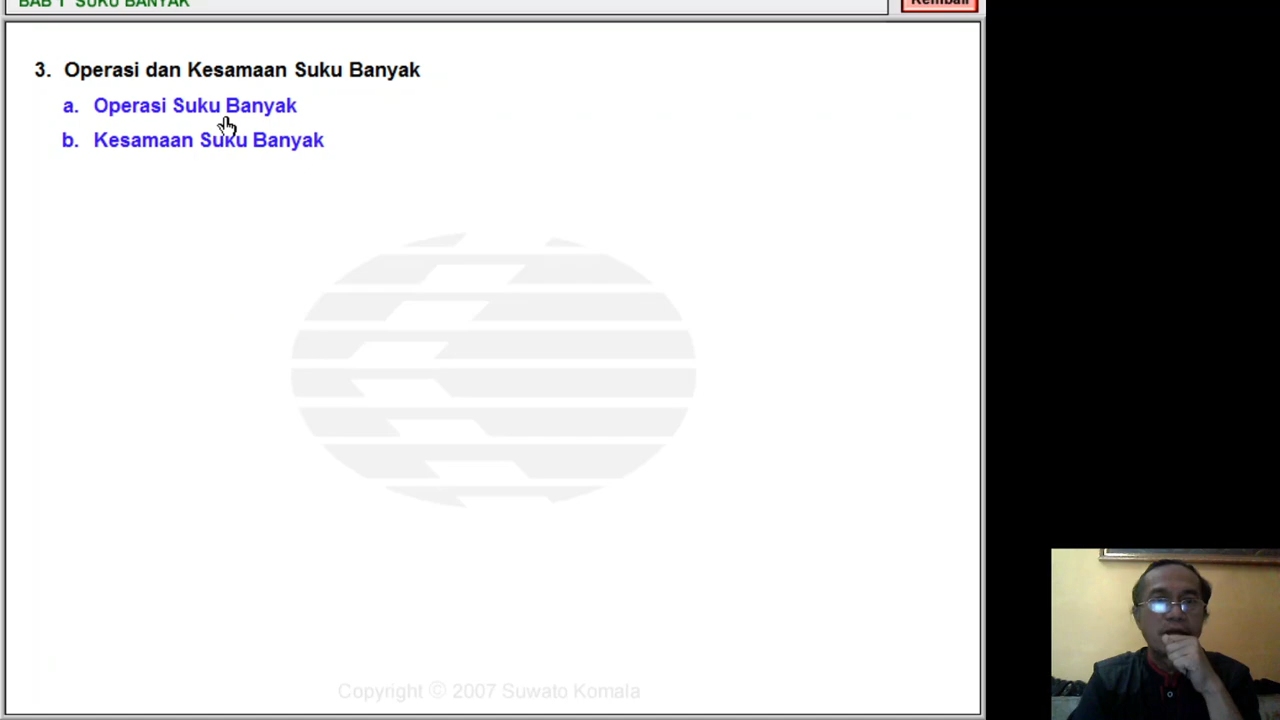 BAB 1 SUKU BANYAK
Kembali
3. Operasi dan Kesamaan Suku Banyak
a. Operasi Suku Banyak
b. Kesamaan Suku Banyak
Copyright © 2007 Suwato Komala